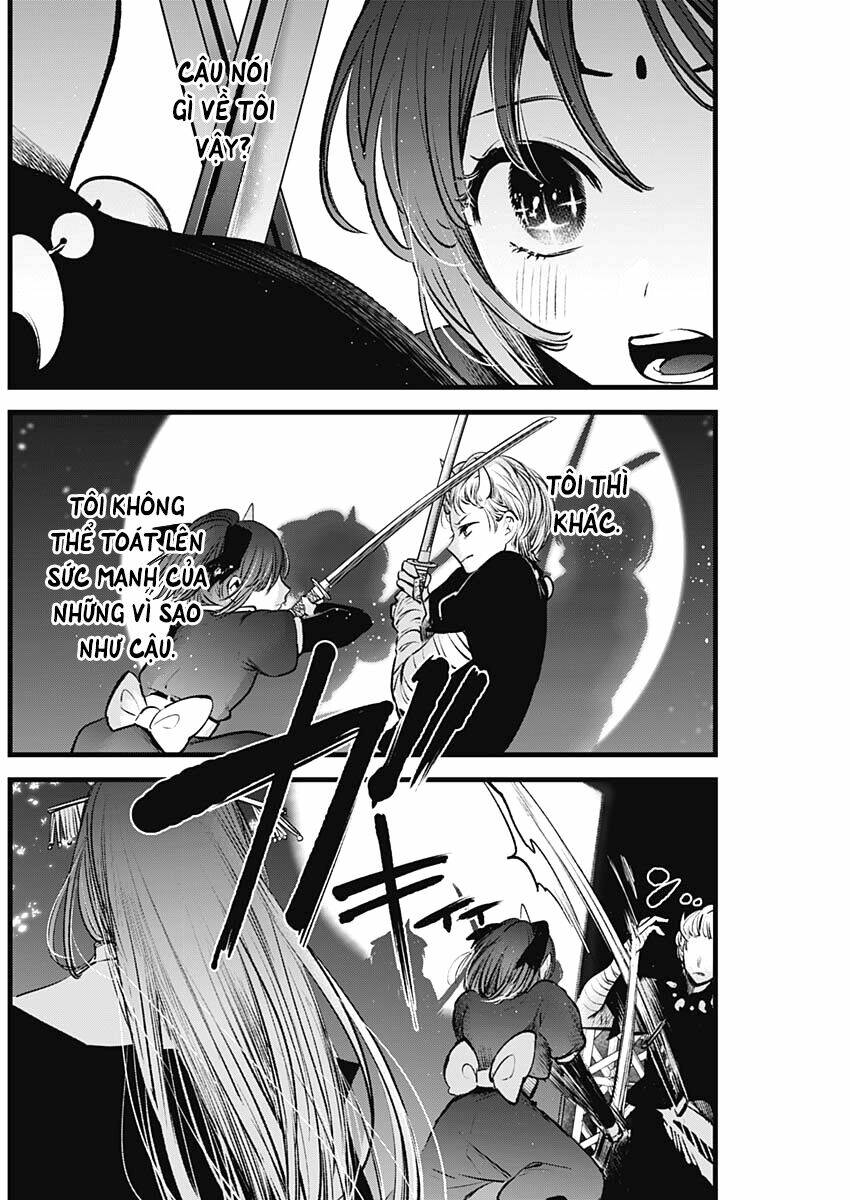 CẬU NÓI
GÌ VỀ TÔI
VẬY?
TÔI THÌ
KHÁC.
TÔI KHÔNG
THỂ TOÁT LÊN
SỨC MẠNH CỦA
NHỮNG VÌ SAO
NHƯ CẬU.
ガキィ